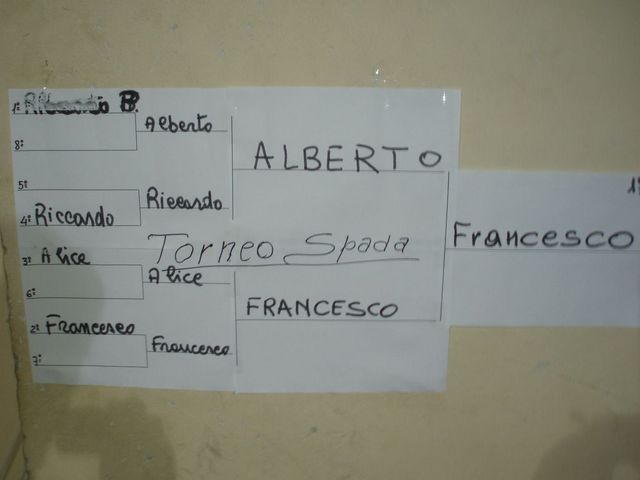 1: B.
Alberto
8:
ALBERTO
5:
Riccardo
4: Riccardo
1°
Francesco
Torneo Spada
3: Alice
Alice
6:
FRANCESCO
2: Francesco
Francesco
7: